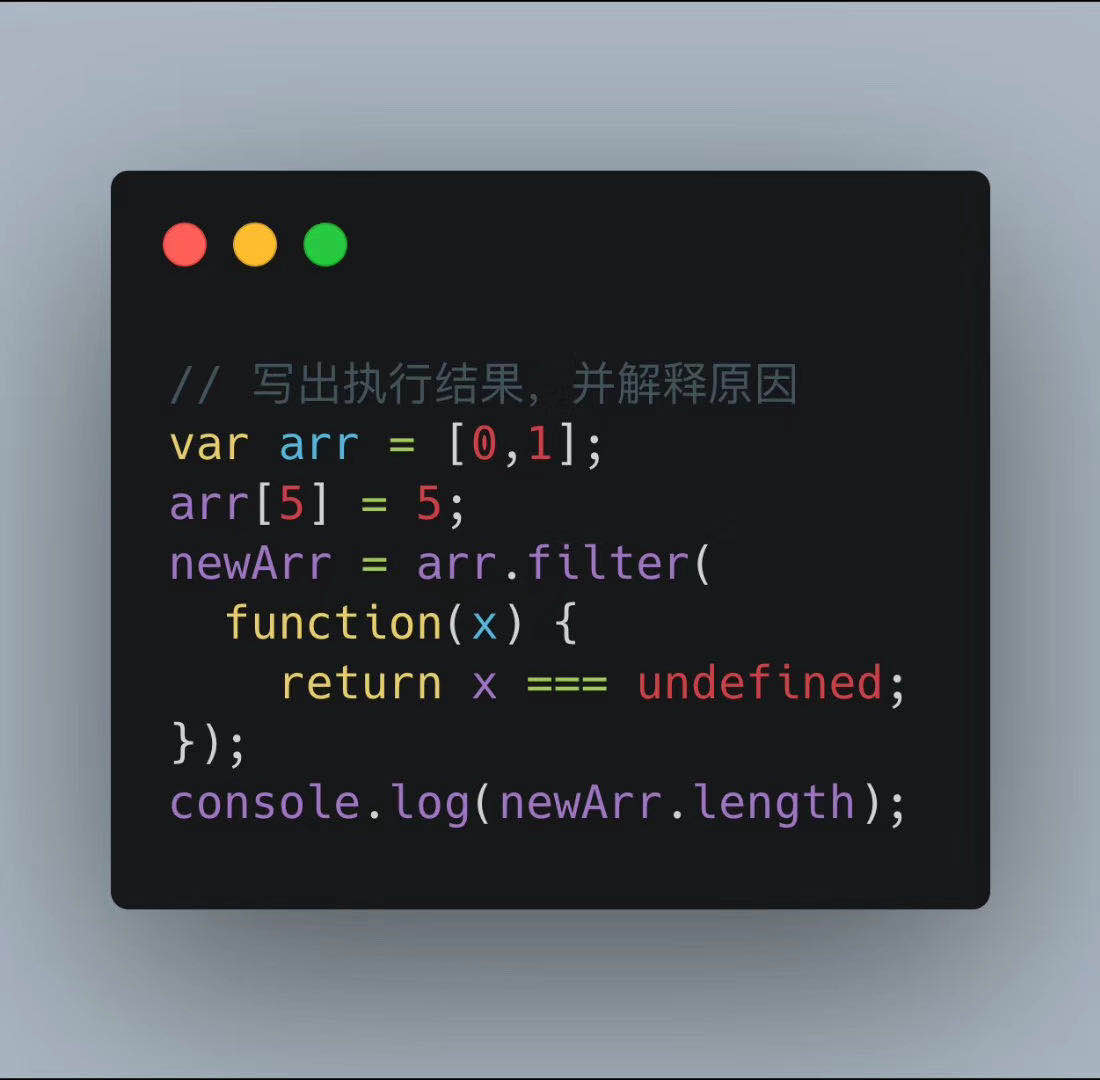 // 写出执行结果，并解释原因
var arr = [0,1];
arr[5] = 5;
newArr = arr.filter(
  function(x) {
    return x === undefined;
});
console.log(newArr.length);